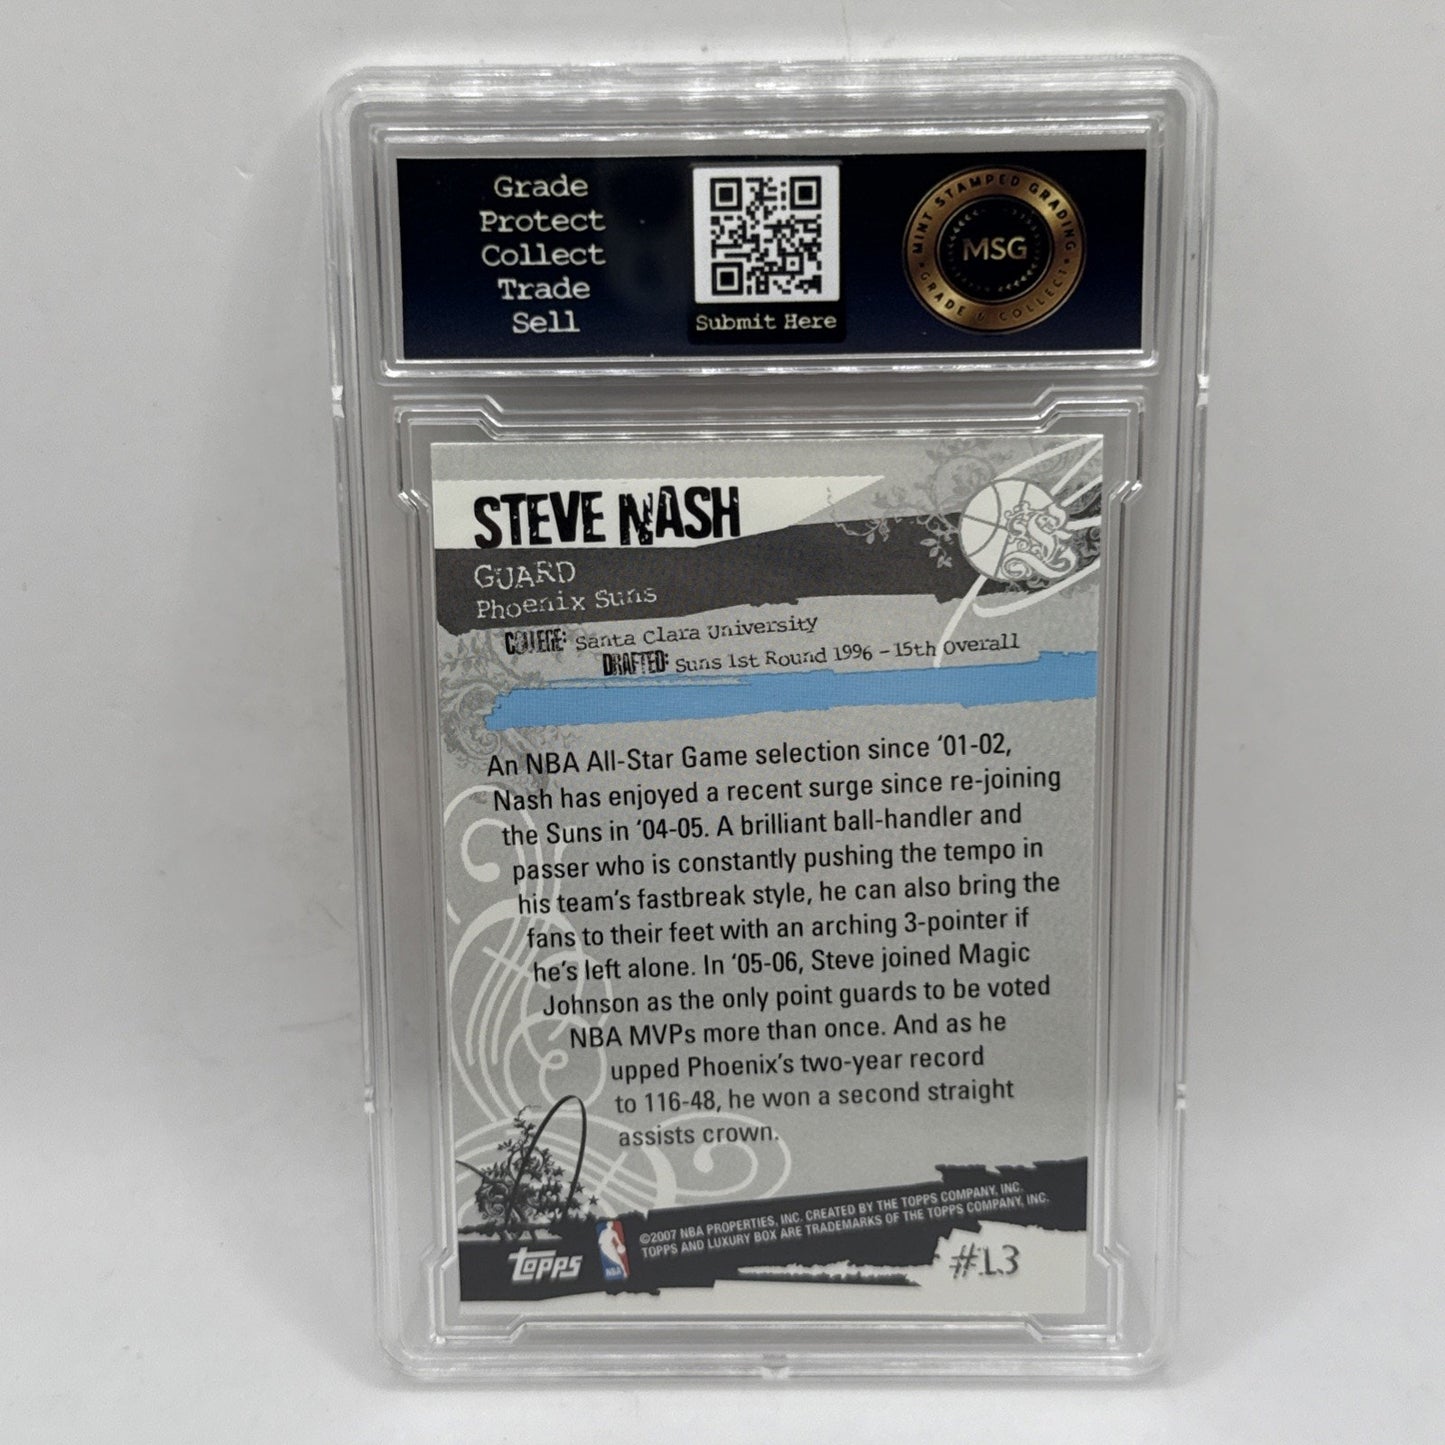 Grade
Protect
Collect
Trade
Sell
Submit Here
MINT STAMPED GRADING
MSG
GRADE & COLLECT
STEVE NASH
GUARD
Phoenix Suns
COLLEGE: Santa Clara University
DRAFTED: Suns 1st Round 1996 – 15th Overall
An NBA All-Star Game selection since ‘01-02,
Nash has enjoyed a recent surge since re-joining
the Suns in ‘04-05. A brilliant ball-handler and
passer who is constantly pushing the tempo in
his team’s fastbreak style, he can also bring the
fans to their feet with an arching 3-pointer if
he’s left alone. In ‘05-06, Steve joined Magic
Johnson as the only point guards to be voted
NBA MVPs more than once. And as he
upped Phoenix’s two-year record
to 116-48, he won a second straight
assists crown.
©2007 NBA PROPERTIES, INC. CREATED BY THE TOPPS COMPANY, INC.
TOPPS AND LUXURY BOX ARE TRADEMARKS OF THE TOPPS COMPANY, INC.
topps
NBA
#L3